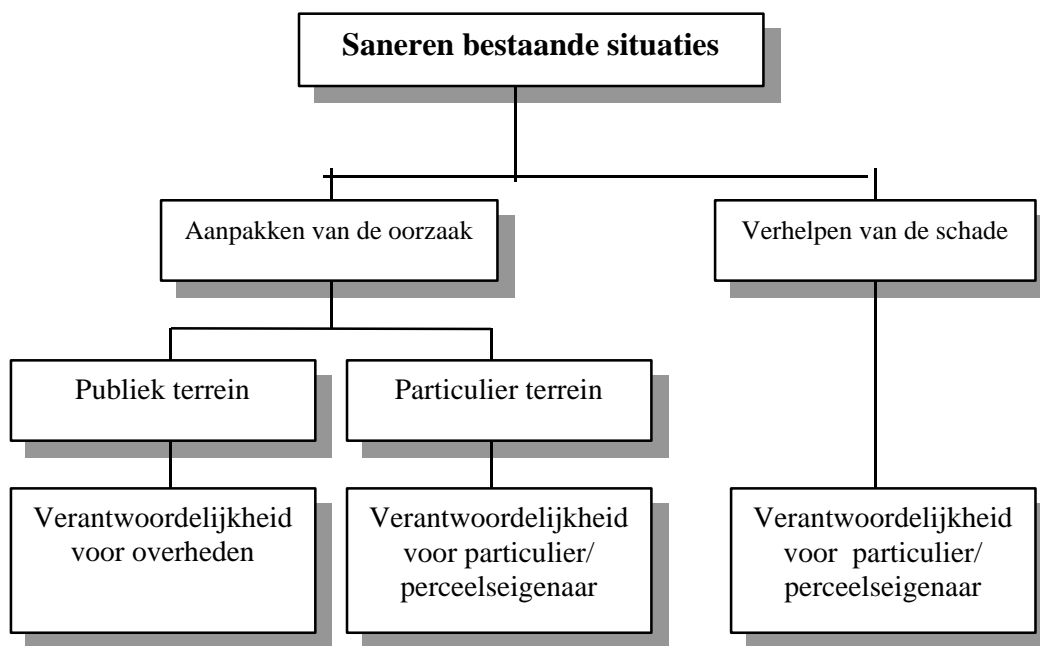 Saneren bestaande situaties
Aanpakken van de oorzaak
Verhelpen van de schade
Publiek terrein
Particulier terrein
Verantwoordelijkheid
voor overheden
Verantwoordelijkheid
voor particulier/
perceelseigenaar
Verantwoordelijkheid
voor particulier/
perceelseigenaar